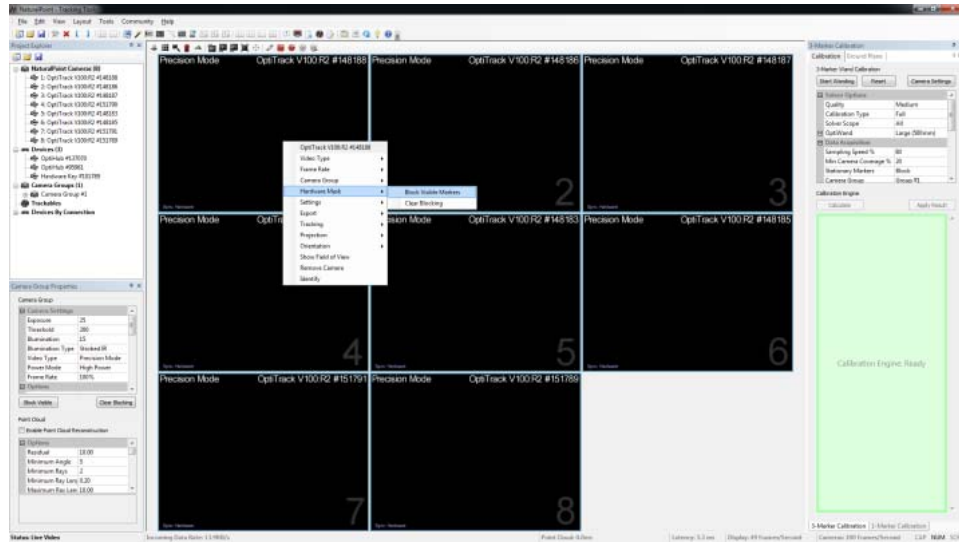 NaturalPoint - Tracking Tools
File Edit View Layout Tools Community Help
Project Explorer
NaturalPoint Cameras (8)
1: OptiTrack V100:R2 #148188
2: OptiTrack V100:R2 #148186
3: OptiTrack V100:R2 #148187
4: OptiTrack V100:R2 #151790
5: OptiTrack V100:R2 #148183
6: OptiTrack V100:R2 #148185
7: OptiTrack V100:R2 #151791
8: OptiTrack V100:R2 #151789
Devices (3)
Camera Groups (1)
Camera Group #1
Trackables
Devices By Connection
Camera Group Properties
Camera Group
Camera Settings
Exposure 25
Threshold 200
Illumination 15
Illumination Type Strobed IR
Video Type Precision Mode
Power Mode High Power
Frame Rate 100%
Options
Block Visible
Clear Blocking
Point Cloud
Enable Point Cloud Reconstruction
Options
Residual 10.00
Minimum Angle 5
Minimum Rays 2
Minimum Ray Leng 0.20
Maximum Ray Len 10.00
Status: Live Video
Precision Mode OptiTrack V100:R2 #148188
Precision Mode OptiTrack V100:R2 #148186
2
Precision Mode OptiTrack V100:R2 #148187
3
OptiTrack V100:R2 #148188
Video Type
Frame Rate
Camera Group
Hardware Mask
Settings
Export
Tracking
Projection
Orientation
Show Field of View
Remove Camera
Identify
Block Visible Markers
Clear Blocking
Precision Mode
4
OptiTrack V100:R2 #148183
5
Precision Mode OptiTrack V100:R2 #148185
6
Precision Mode OptiTrack V100:R2 #151791
7
Precision Mode OptiTrack V100:R2 #151789
8
3-Marker Calibration
Calibration Ground Plane
3-Marker Wand Calibration
Start Wanding Reset Camera Settings
Solver Options
Quality Medium
Calibration Type Full
Solver Scope All
OptiWand Large (500mm)
Data Acquisition
Sampling Speed % 80
Min Camera Coverage % 20
Stationary Markers Block
Camera Group Group #1
Calibration Engine
Calculate Apply Result
Calibration Engine: Ready
3-Marker Calibration